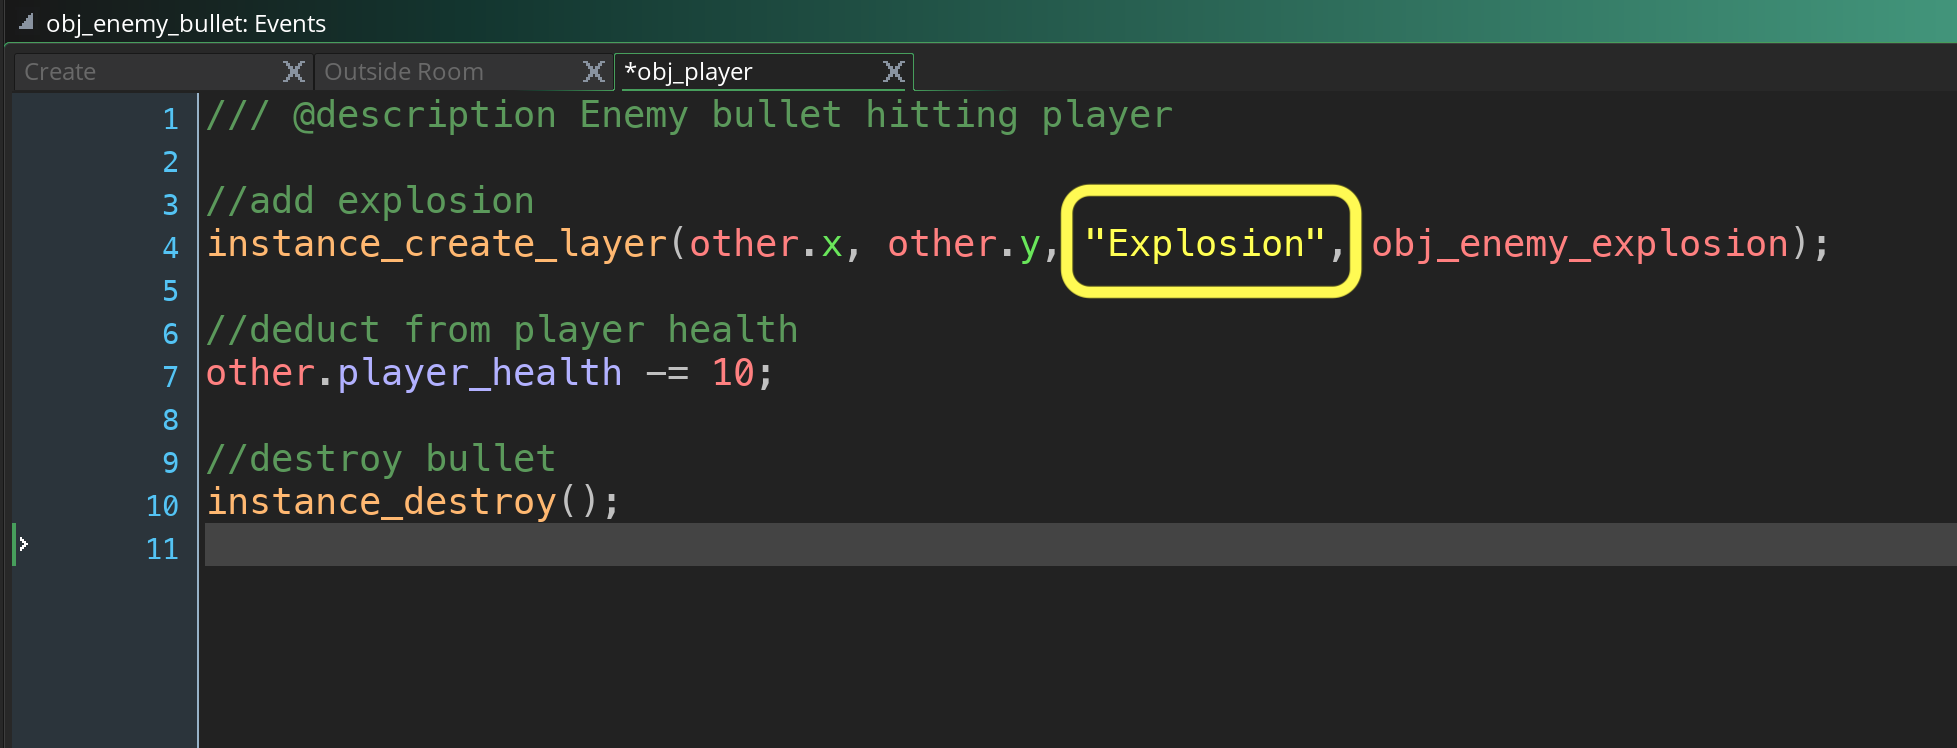 obj_enemy_bullet: Events
Create Outside Room *obj_player
1 /// @description Enemy bullet hitting player
2
3 //add explosion
4 instance_create_layer(other.x, other.y, "Explosion", obj_enemy_explosion);
5
6 //deduct from player health
7 other.player_health -= 10;
8
9 //destroy bullet
10 instance_destroy();
11